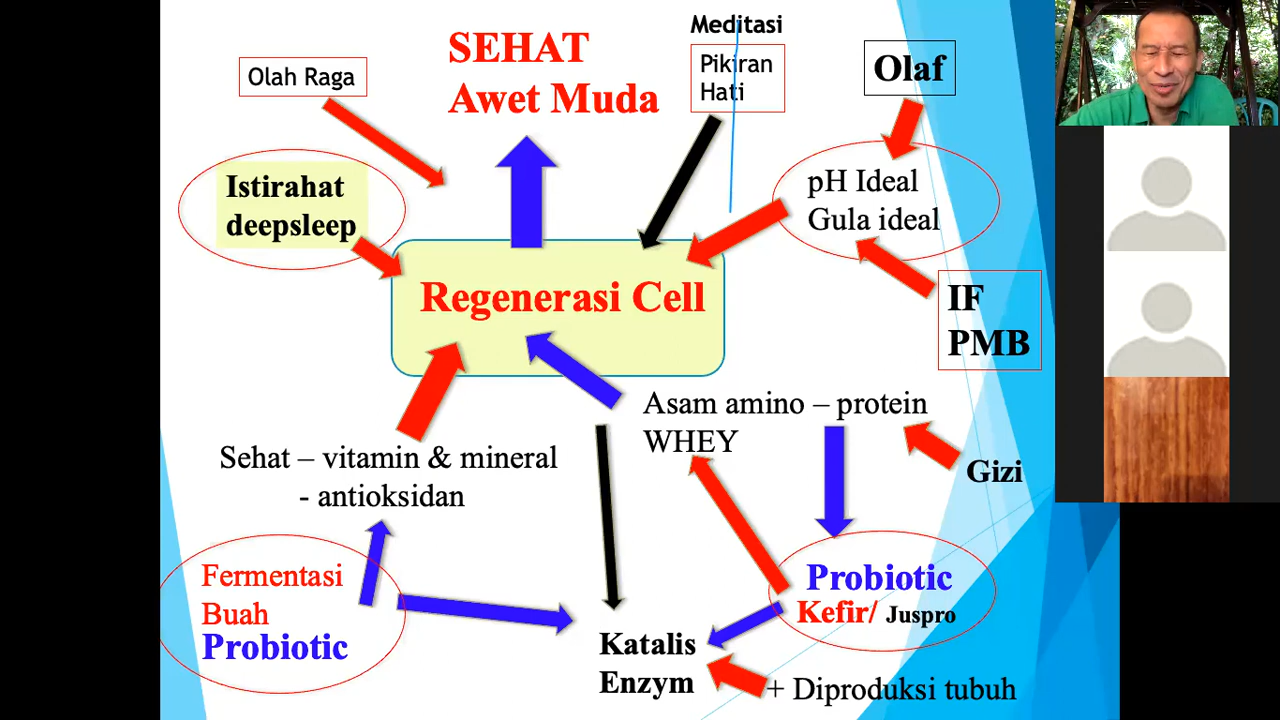 Meditasi
SEHAT
Awet Muda
Olah Raga
Pikiran
Hati
Olaf
Istirahat
deepsleep
pH Ideal
Gula ideal
Regenerasi Cell
IF
PMB
Asam amino – protein
WHEY
Gizi
Sehat – vitamin & mineral
- antioksidan
Fermentasi
Buah
Probiotic
Probiotic
Kefir/ Juspro
Katalis
Enzym
+ Diproduksi tubuh